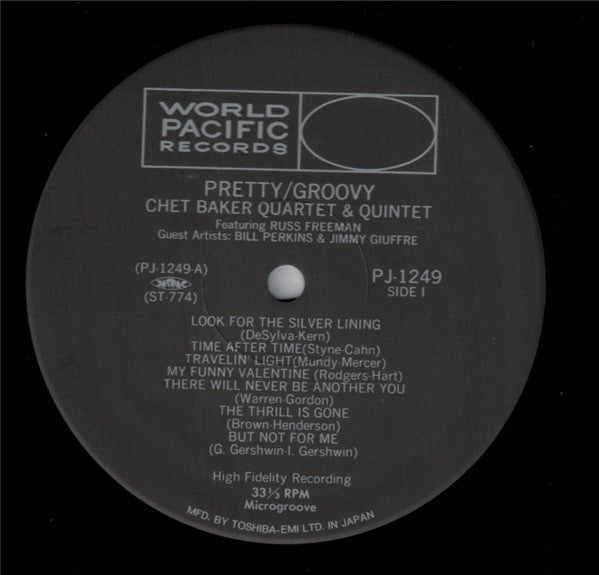 WORLD
PACIFIC
RECORDS
PRETTY/GROOVY
CHET BAKER QUARTET & QUINTET
Featuring RUSS FREEMAN
Guest Artists: BILL PERKINS & JIMMY GIUFFRE
(PJ-1249-A)
(ST-774)
PJ-1249
SIDE I
LOOK FOR THE SILVER LINING
(DeSylva-Kern)
TIME AFTER TIME(Styne-Cahn)
TRAVELIN' LIGHT(Mundy-Mercer)
MY FUNNY VALENTINE (Rodgers-Hart)
THERE WILL NEVER BE ANOTHER YOU
(Warren-Gordon)
THE THRILL IS GONE
(Brown-Henderson)
BUT NOT FOR ME
(G. Gershwin-I. Gershwin)
High Fidelity Recording
33⅓ RPM
Microgroove
MFD. BY TOSHIBA-EMI LTD. IN JAPAN